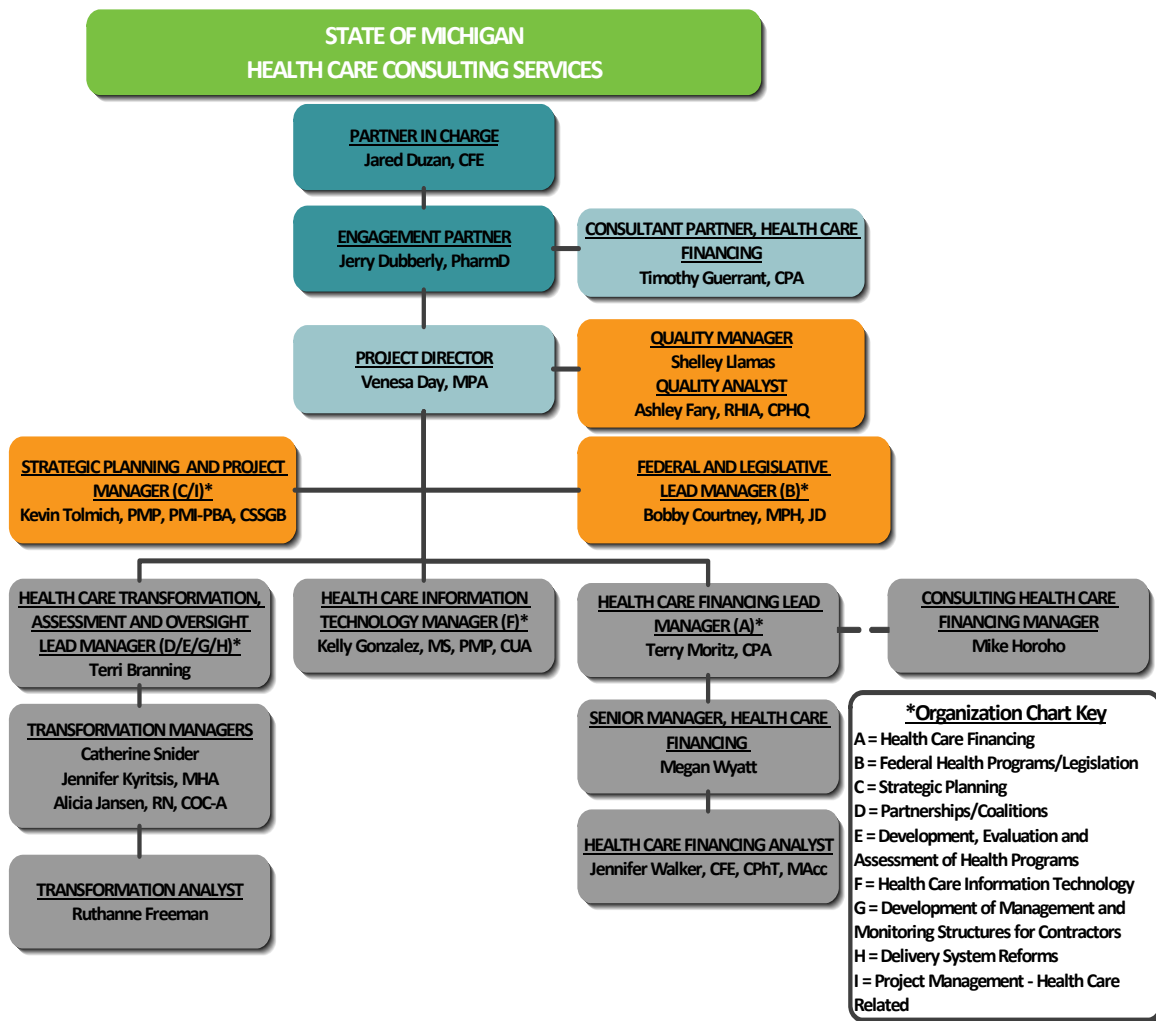 STATE OF MICHIGAN
HEALTH CARE CONSULTING SERVICES
PARTNER IN CHARGE
Jared Duzan, CFE
ENGAGEMENT PARTNER
Jerry Dubberly, PharmD
CONSULTANT PARTNER, HEALTH CARE
FINANCING
Timothy Guerrant, CPA
PROJECT DIRECTOR
Venesa Day, MPA
QUALITY MANAGER
Shelley Llamas
QUALITY ANALYST
Ashley Fary, RHIA, CPHQ
STRATEGIC PLANNING AND PROJECT
MANAGER (C/I)*
Kevin Tolmich, PMP, PMI-PBA, CSSGB
FEDERAL AND LEGISLATIVE
LEAD MANAGER (B)*
Bobby Courtney, MPH, JD
HEALTH CARE TRANSFORMATION,
ASSESSMENT AND OVERSIGHT
LEAD MANAGER (D/E/G/H)*
Terri Branning
HEALTH CARE INFORMATION
TECHNOLOGY MANAGER (F)*
Kelly Gonzalez, MS, PMP, CUA
HEALTH CARE FINANCING LEAD
MANAGER (A)*
Terry Moritz, CPA
CONSULTING HEALTH CARE
FINANCING MANAGER
Mike Horoho
TRANSFORMATION MANAGERS
Catherine Snider
Jennifer Kyritsis, MHA
Alicia Jansen, RN, COC-A
SENIOR MANAGER, HEALTH CARE
FINANCING
Megan Wyatt
TRANSFORMATION ANALYST
Ruthanne Freeman
HEALTH CARE FINANCING ANALYST
Jennifer Walker, CFE, CPhT, MAcc
*Organization Chart Key
A = Health Care Financing
B = Federal Health Programs/Legislation
C = Strategic Planning
D = Partnerships/Coalitions
E = Development, Evaluation and
Assessment of Health Programs
F = Health Care Information Technology
G = Development of Management and
Monitoring Structures for Contractors
H = Delivery System Reforms
I = Project Management - Health Care
Related